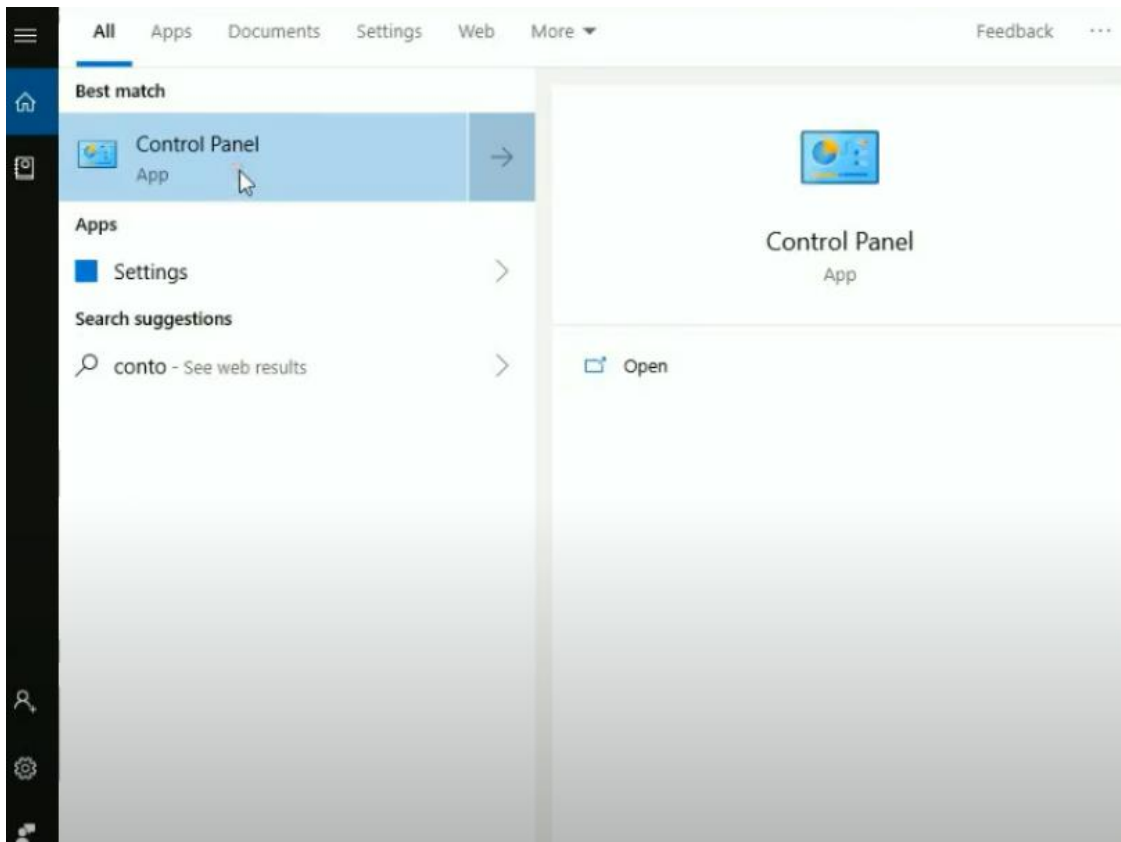 All Apps Documents Settings Web More Feedback ...
Best match
Control Panel
App
Apps
Settings
Search suggestions
conto - See web results
Control Panel
App
Open